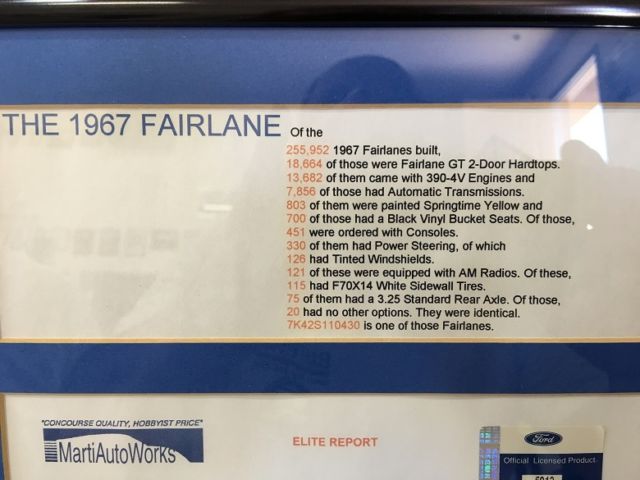 THE 1967 FAIRLANE Of the
255,952 1967 Fairlanes built,
18,664 of those were Fairlane GT 2-Door Hardtops.
13,682 of them came with 390-4V Engines and
7,856 of those had Automatic Transmissions.
803 of them were painted Springtime Yellow and
700 of those had a Black Vinyl Bucket Seats. Of those,
451 were ordered with Consoles.
330 of them had Power Steering, of which
126 had Tinted Windshields.
121 of these were equipped with AM Radios. Of these,
115 had F70X14 White Sidewall Tires.
75 of them had a 3.25 Standard Rear Axle. Of those,
20 had no other options. They were identical.
7K42S110430 is one of those Fairlanes.
"CONCOURSE QUALITY, HOBBYIST PRICE"
MartiAutoWorks
ELITE REPORT
Ford
Official Licensed Product